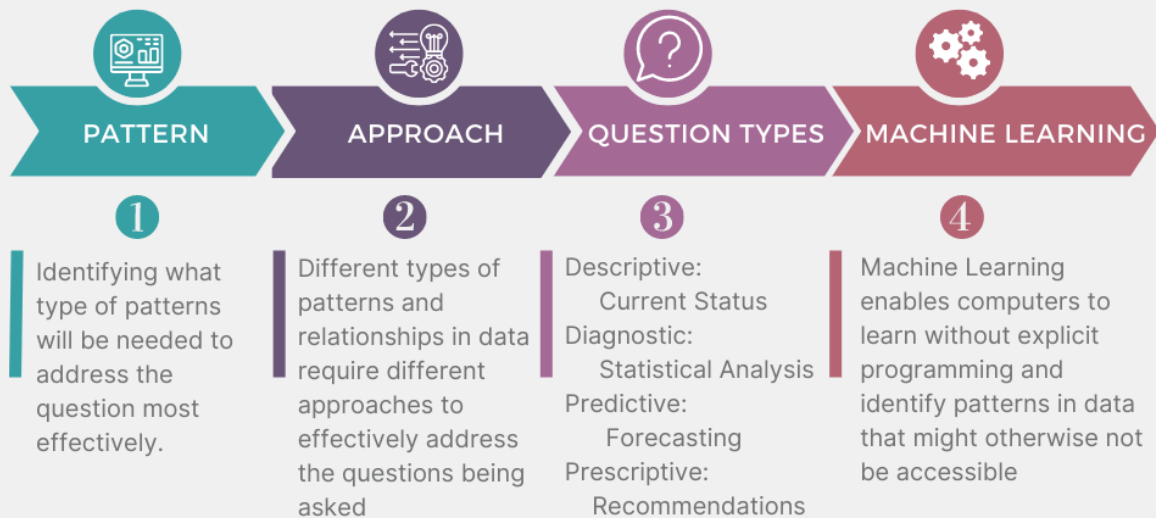 PATTERN
APPROACH
QUESTION TYPES
MACHINE LEARNING
1
Identifying what
type of patterns
will be needed to
address the
question most
effectively.
2
Different types of
patterns and
relationships in data
require different
approaches to
effectively address
the questions being
asked
3
Descriptive:
Current Status
Diagnostic:
Statistical Analysis
Predictive:
Forecasting
Prescriptive:
Recommendations
4
Machine Learning
enables computers to
learn without explicit
programming and
identify patterns in data
that might otherwise not
be accessible